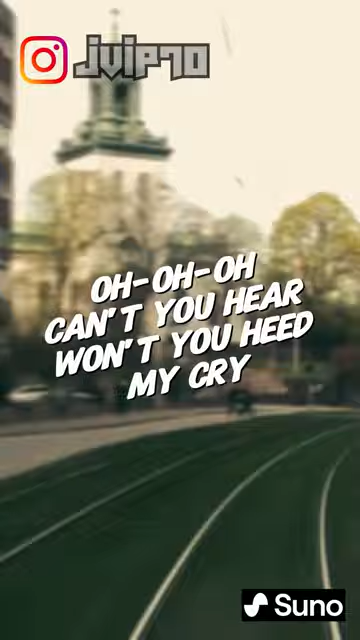 jvip70
OH-OH-OH
CAN'T YOU HEAR
WON'T YOU HEED
MY CRY
Suno